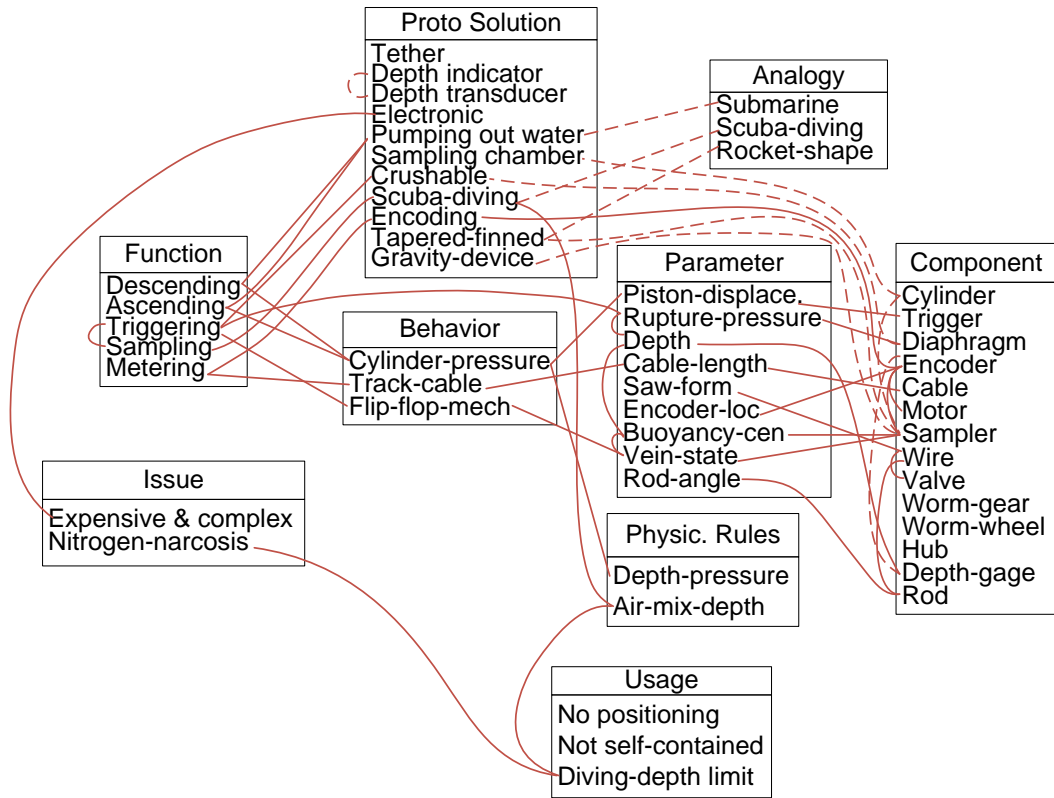 Proto Solution
Tether
Depth indicator
Depth transducer
Electronic
Pumping out water
Sampling chamber
Crushable
Scuba-diving
Encoding
Tapered-finned
Gravity-device
Analogy
Submarine
Scuba-diving
Rocket-shape
Function
Descending
Ascending
Triggering
Sampling
Metering
Behavior
Cylinder-pressure
Track-cable
Flip-flop-mech
Parameter
Piston-displace.
Rupture-pressure
Depth
Cable-length
Saw-form
Encoder-loc
Buoyancy-cen
Vein-state
Rod-angle
Component
Cylinder
Trigger
Diaphragm
Encoder
Cable
Motor
Sampler
Wire
Valve
Worm-gear
Worm-wheel
Hub
Depth-gage
Rod
Issue
Expensive & complex
Nitrogen-narcosis
Physic. Rules
Depth-pressure
Air-mix-depth
Usage
No positioning
Not self-contained
Diving-depth limit